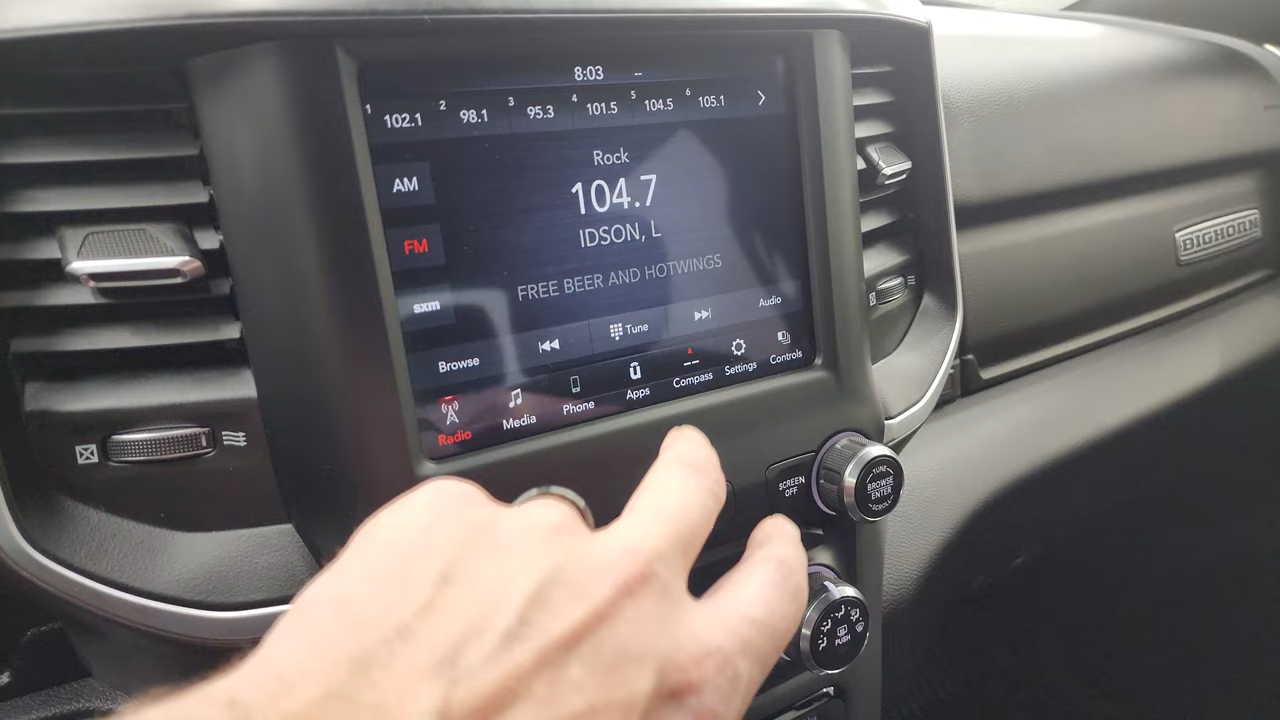 8:03 --
1 102.1 2 98.1 3 95.3 4 101.5 5 104.5 6 105.1
Rock
AM
104.7
IDSON, L
FM
FREE BEER AND HOTWINGS
sxm
Browse
Tune
Audio
Radio
Media
Phone
Apps
Compass
Settings
Controls
BIGHORN
SCREEN
OFF
TUNE
BROWSE
ENTER
SCROLL
PUSH